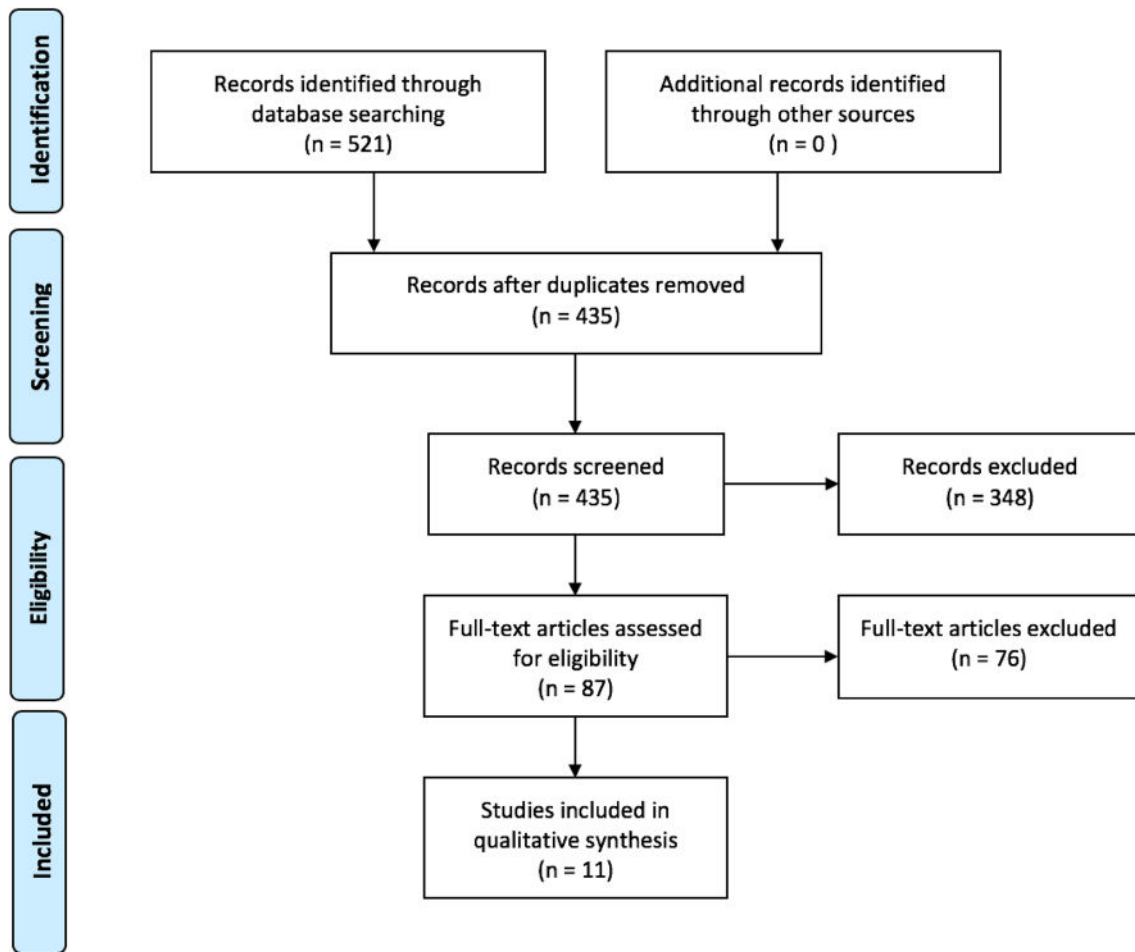 Identification
Records identified through
database searching
(n = 521)
Additional records identified
through other sources
(n = 0 )
Screening
Records after duplicates removed
(n = 435)
Records screened
(n = 435)
Records excluded
(n = 348)
Eligibility
Full-text articles assessed
for eligibility
(n = 87)
Full-text articles excluded
(n = 76)
Included
Studies included in
qualitative synthesis
(n = 11)